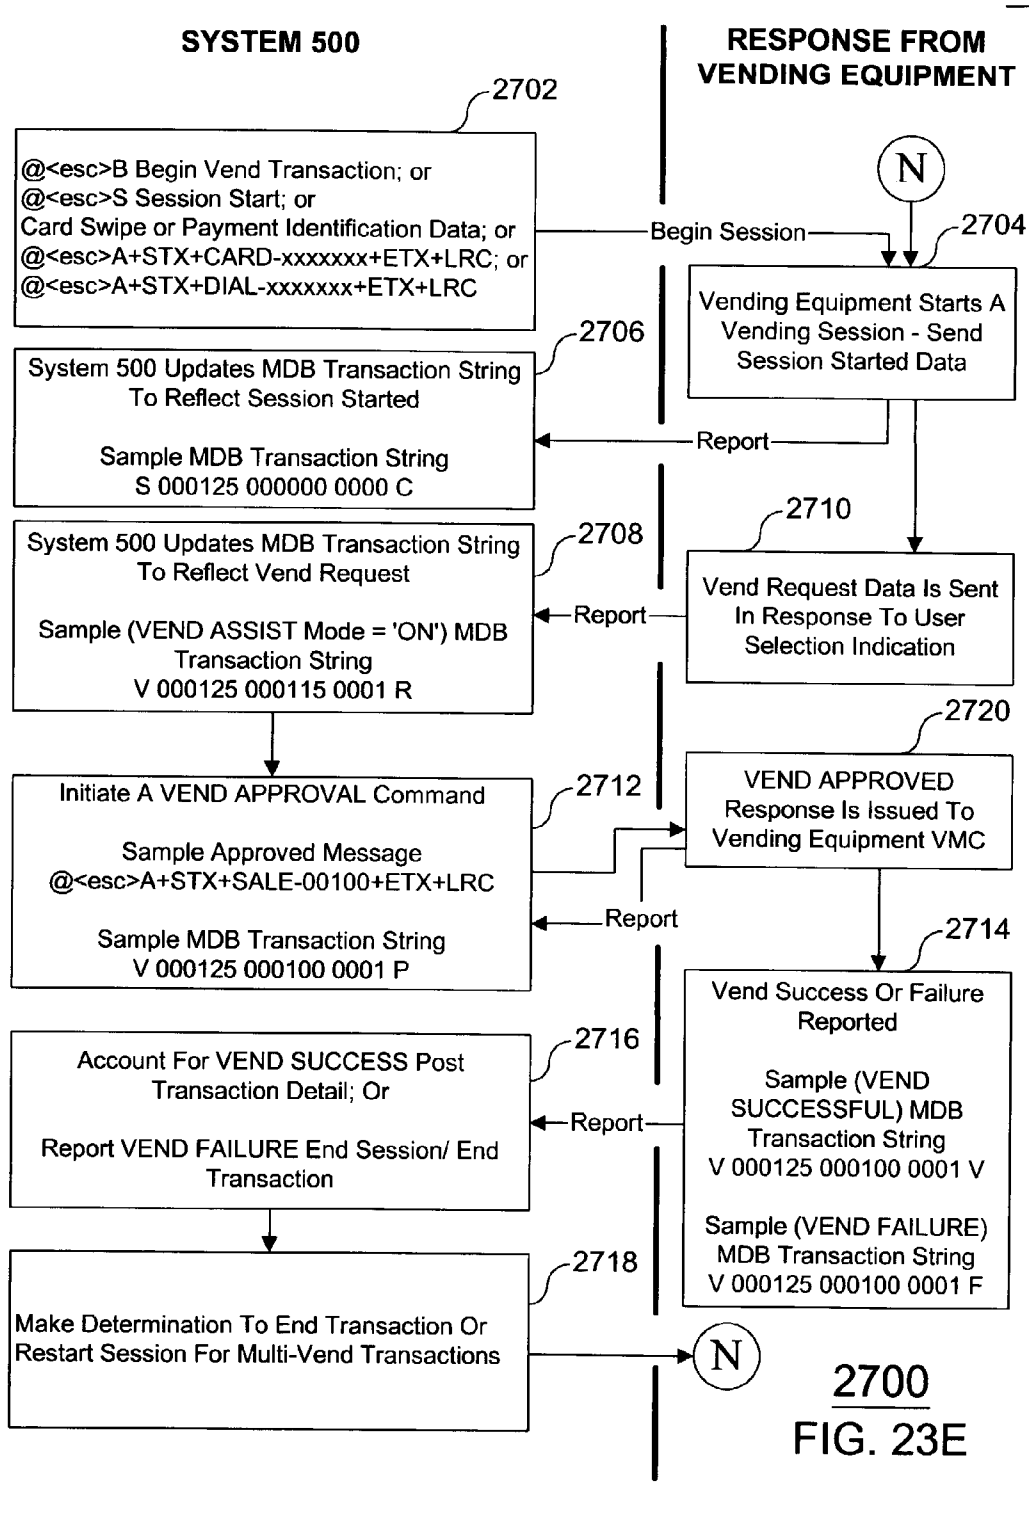 SYSTEM 500
RESPONSE FROM
VENDING EQUIPMENT
2702
@<esc>B Begin Vend Transaction; or
@<esc>S Session Start; or
Card Swipe or Payment Identification Data; or
@<esc>A+STX+CARD-xxxxxxx+ETX+LRC; or
@<esc>A+STX+DIAL-xxxxxxx+ETX+LRC
Begin Session
N
2704
Vending Equipment Starts A
Vending Session - Send
Session Started Data
2706
System 500 Updates MDB Transaction String
To Reflect Session Started
Sample MDB Transaction String
S 000125 000000 0000 C
Report
2708
System 500 Updates MDB Transaction String
To Reflect Vend Request
Sample (VEND ASSIST Mode = 'ON') MDB
Transaction String
V 000125 000115 0001 R
Report
2710
Vend Request Data Is Sent
In Response To User
Selection Indication
2712
Initiate A VEND APPROVAL Command
Sample Approved Message
@<esc>A+STX+SALE-00100+ETX+LRC
Sample MDB Transaction String
V 000125 000100 0001 P
Report
2720
VEND APPROVED
Response Is Issued To
Vending Equipment VMC
2714
Vend Success Or Failure
Reported
Sample (VEND
SUCCESSFUL) MDB
Transaction String
V 000125 000100 0001 V
Sample (VEND FAILURE)
MDB Transaction String
V 000125 000100 0001 F
2716
Account For VEND SUCCESS Post
Transaction Detail; Or
Report VEND FAILURE End Session/ End
Transaction
Report
2718
Make Determination To End Transaction Or
Restart Session For Multi-Vend Transactions
N
2700
FIG. 23E